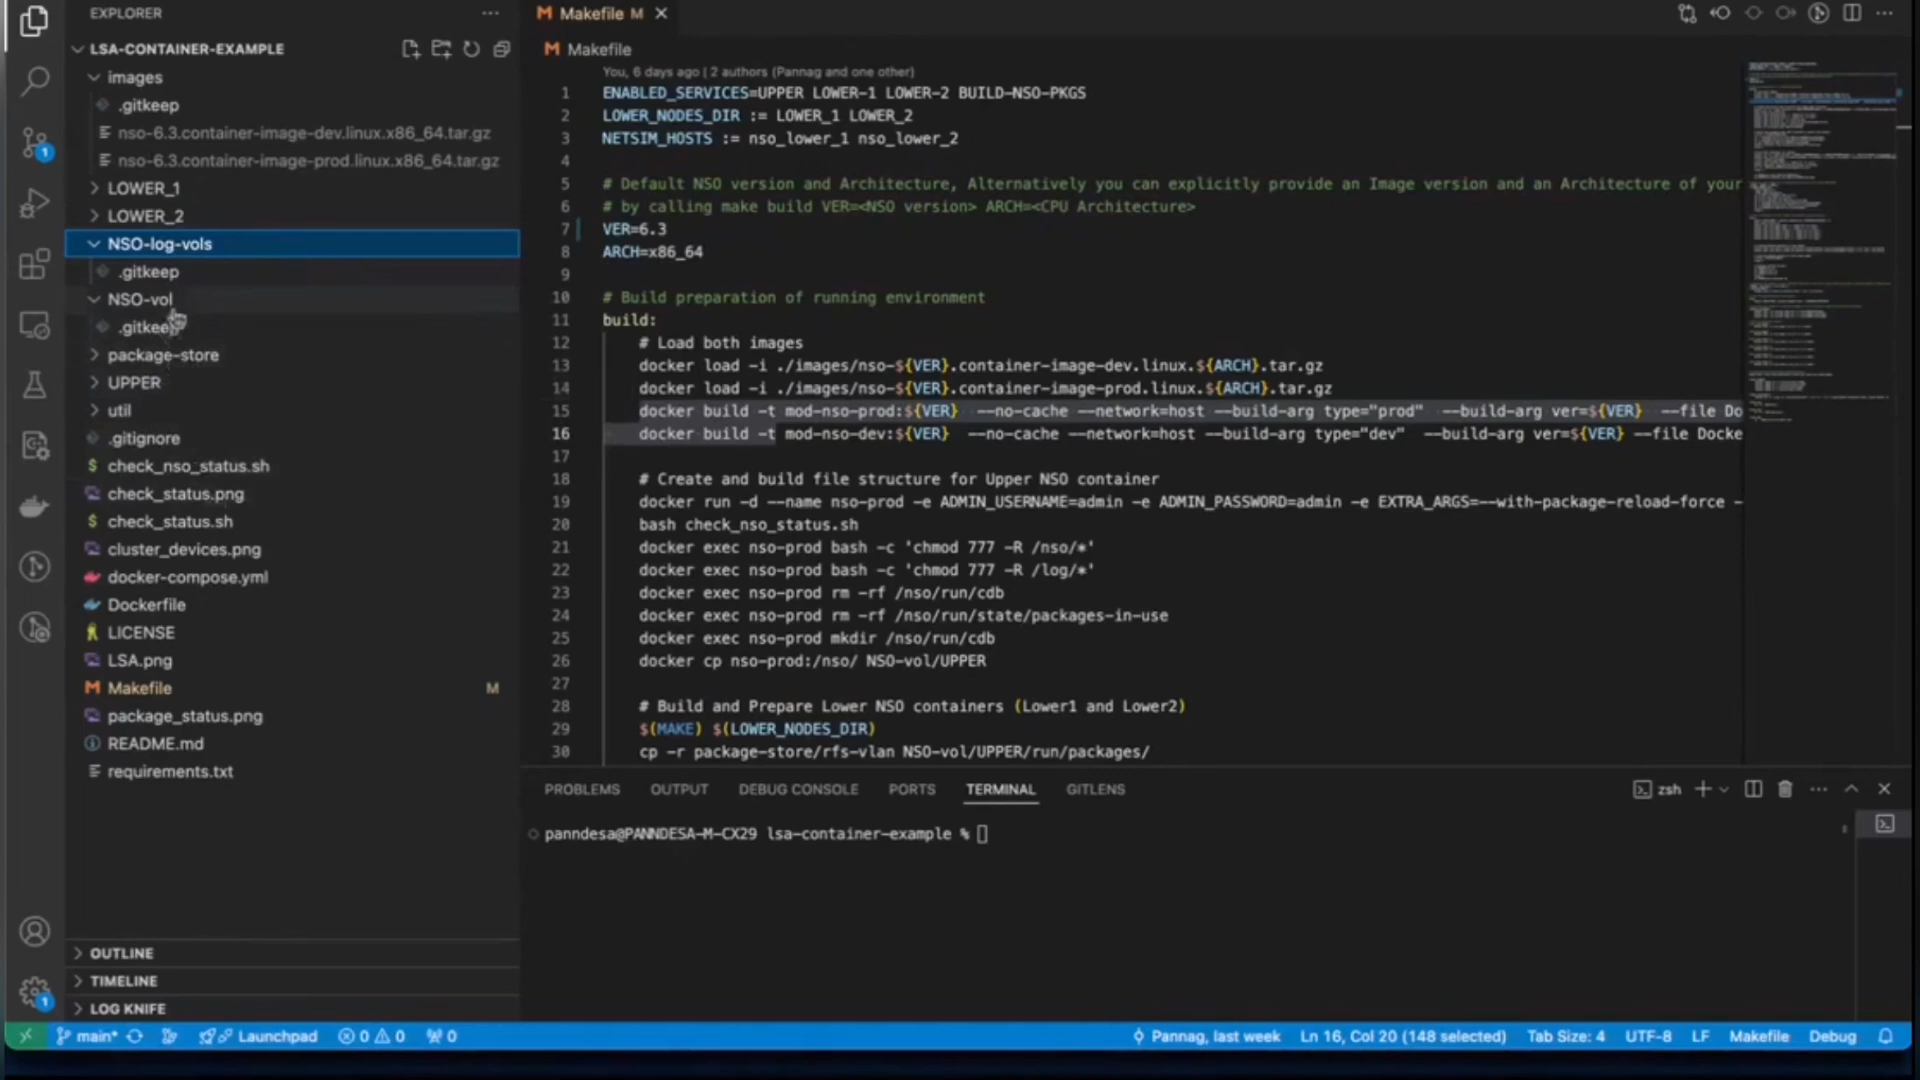 EXPLORER
LSA-CONTAINER-EXAMPLE
images
.gitkeep
nso-6.3.container-image-dev.linux.x86_64.tar.gz
nso-6.3.container-image-prod.linux.x86_64.tar.gz
LOWER_1
LOWER_2
NSO-log-vols
.gitkeep
NSO-vol
.gitkeep
package-store
UPPER
util
.gitignore
$ check_nso_status.sh
check_status.png
$ check_status.sh
cluster_devices.png
docker-compose.yml
Dockerfile
LICENSE
LSA.png
M Makefile M
package_status.png
README.md
requirements.txt
OUTLINE
TIMELINE
LOG KNIFE
M Makefile M
M Makefile
You, 6 days ago | 2 authors (Pannag and one other)
1 ENABLED_SERVICES=UPPER LOWER-1 LOWER-2 BUILD-NSO-PKGS
2 LOWER_NODES_DIR := LOWER_1 LOWER_2
3 NETSIM_HOSTS := nso_lower_1 nso_lower_2
4
5 # Default NSO version and Architecture, Alternatively you can explicitly provide an Image version and an Architecture of your
6 # by calling make build VER=<NSO version> ARCH=<CPU Architecture>
7 VER=6.3
8 ARCH=x86_64
9
10 # Build preparation of running environment
11 build:
12 # Load both images
13 docker load -i ./images/nso-${VER}.container-image-dev.linux.${ARCH}.tar.gz
14 docker load -i ./images/nso-${VER}.container-image-prod.linux.${ARCH}.tar.gz
15 docker build -t mod-nso-prod:${VER} --no-cache --network=host --build-arg type="prod" --build-arg ver=${VER} --file Do
16 docker build -t mod-nso-dev:${VER} --no-cache --network=host --build-arg type="dev" --build-arg ver=${VER} --file Docke
17
18 # Create and build file structure for Upper NSO container
19 docker run -d --name nso-prod -e ADMIN_USERNAME=admin -e ADMIN_PASSWORD=admin -e EXTRA_ARGS=--with-package-reload-force -
20 bash check_nso_status.sh
21 docker exec nso-prod bash -c 'chmod 777 -R /nso/*'
22 docker exec nso-prod bash -c 'chmod 777 -R /log/*'
23 docker exec nso-prod rm -rf /nso/run/cdb
24 docker exec nso-prod rm -rf /nso/run/state/packages-in-use
25 docker exec nso-prod mkdir /nso/run/cdb
26 docker cp nso-prod:/nso/ NSO-vol/UPPER
27
28 # Build and Prepare Lower NSO containers (Lower1 and Lower2)
29 $(MAKE) $(LOWER_NODES_DIR)
30 cp -r package-store/rfs-vlan NSO-vol/UPPER/run/packages/
PROBLEMS OUTPUT DEBUG CONSOLE PORTS TERMINAL GITLENS
zsh
panndesa@PANNDESA-M-CX29 lsa-container-example %
1
1
main* Launchpad 0 0 0 Pannag, last week Ln 16, Col 20 (148 selected) Tab Size: 4 UTF-8 LF Makefile Debug